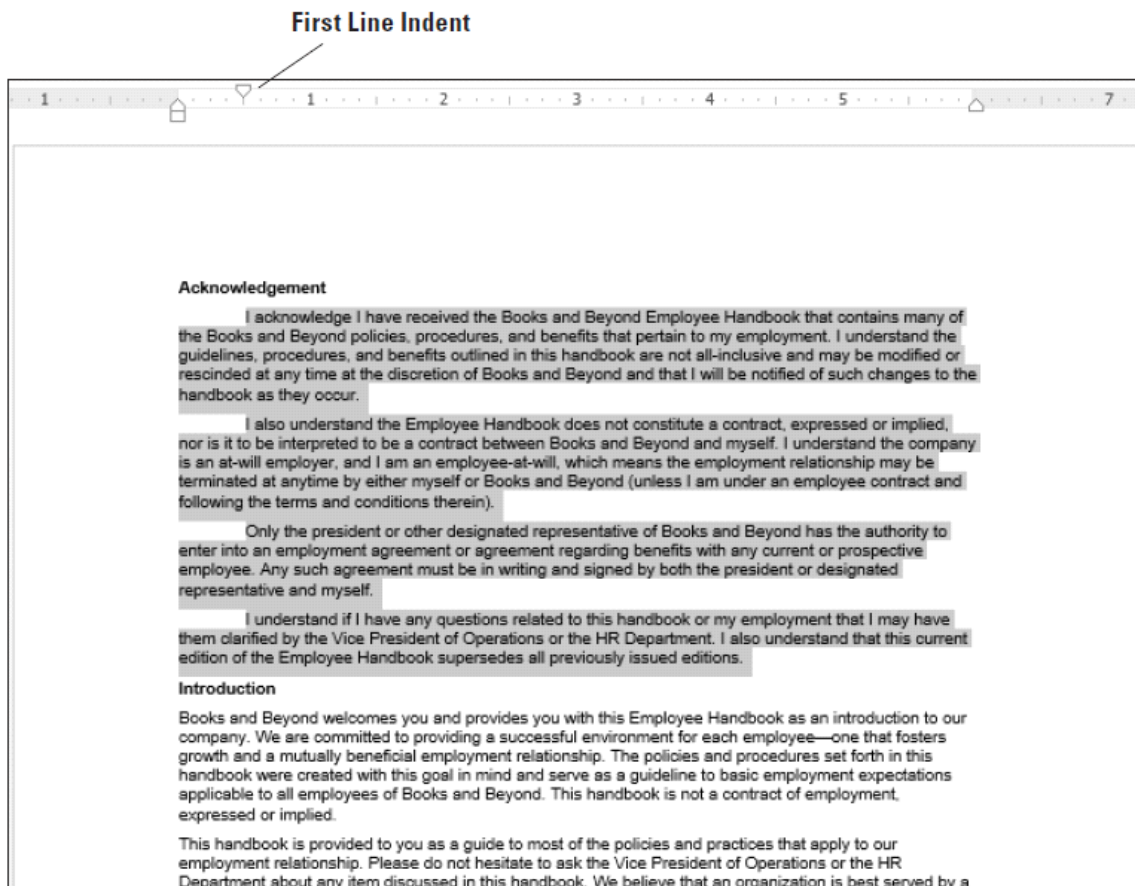 First Line Indent
1 1 2 3 4 5 7
Acknowledgement
I acknowledge I have received the Books and Beyond Employee Handbook that contains many of
the Books and Beyond policies, procedures, and benefits that pertain to my employment. I understand the
guidelines, procedures, and benefits outlined in this handbook are not all-inclusive and may be modified or
rescinded at any time at the discretion of Books and Beyond and that I will be notified of such changes to the
handbook as they occur.
I also understand the Employee Handbook does not constitute a contract, expressed or implied,
nor is it to be interpreted to be a contract between Books and Beyond and myself. I understand the company
is an at-will employer, and I am an employee-at-will, which means the employment relationship may be
terminated at anytime by either myself or Books and Beyond (unless I am under an employee contract and
following the terms and conditions therein).
Only the president or other designated representative of Books and Beyond has the authority to
enter into an employment agreement or agreement regarding benefits with any current or prospective
employee. Any such agreement must be in writing and signed by both the president or designated
representative and myself.
I understand if I have any questions related to this handbook or my employment that I may have
them clarified by the Vice President of Operations or the HR Department. I also understand that this current
edition of the Employee Handbook supersedes all previously issued editions.
Introduction
Books and Beyond welcomes you and provides you with this Employee Handbook as an introduction to our
company. We are committed to providing a successful environment for each employee—one that fosters
growth and a mutually beneficial employment relationship. The policies and procedures set forth in this
handbook were created with this goal in mind and serve as a guideline to basic employment expectations
applicable to all employees of Books and Beyond. This handbook is not a contract of employment,
expressed or implied.
This handbook is provided to you as a guide to most of the policies and practices that apply to our
employment relationship. Please do not hesitate to ask the Vice President of Operations or the HR
Department about any item discussed in this handbook. We believe that an organization is best served by a